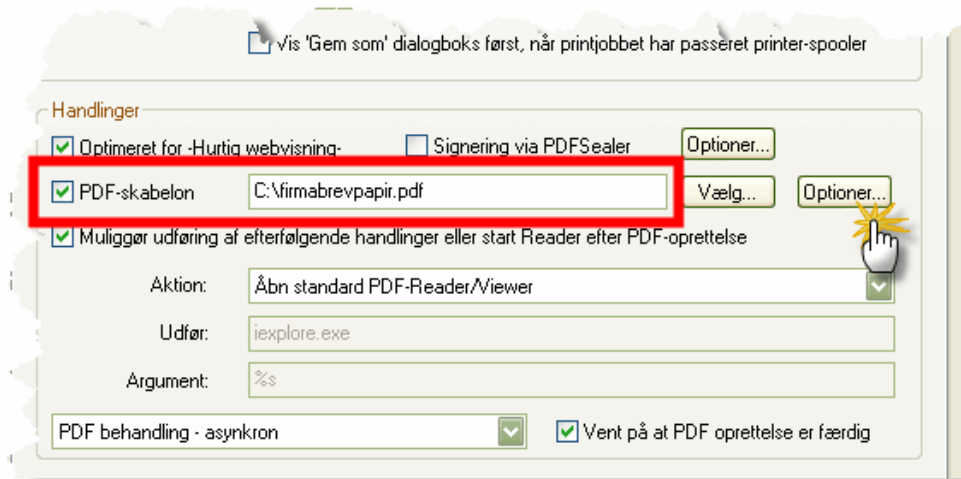 Vis 'Gem som' dialogboks først, når printjobbet har passeret printer-spooler
Handlinger
Optimeret for -Hurtig webvisning- Signering via PDFSealer Optioner...
PDF-skabelon C:\firmabrevpapir.pdf Vælg... Optioner...
Muliggør udføring af efterfølgende handlinger eller start Reader efter PDF-oprettelse
Aktion: Åbn standard PDF-Reader/Viewer
Udfør: iexplore.exe
Argument: %s
PDF behandling - asynkron Vent på at PDF oprettelse er færdig